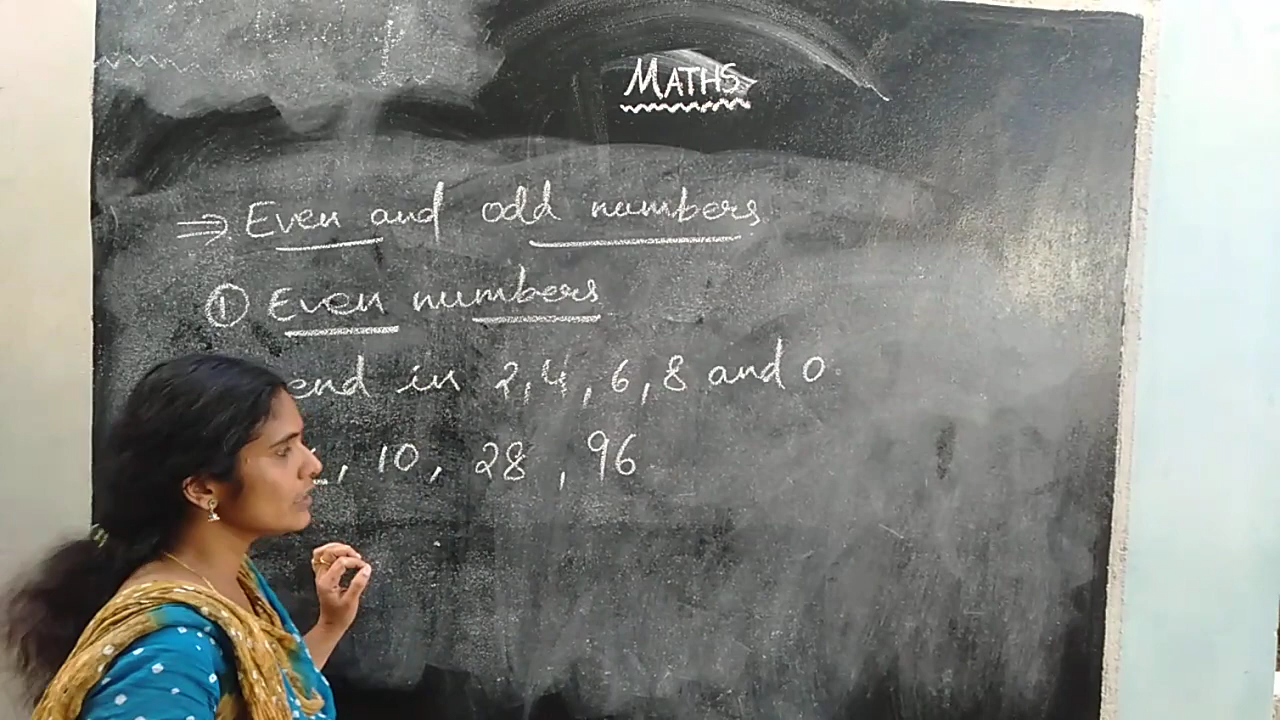 MATHS
⇒ Even and odd numbers
① Even numbers
end in 2, 4, 6, 8 and 0.
, 10, 28, 96